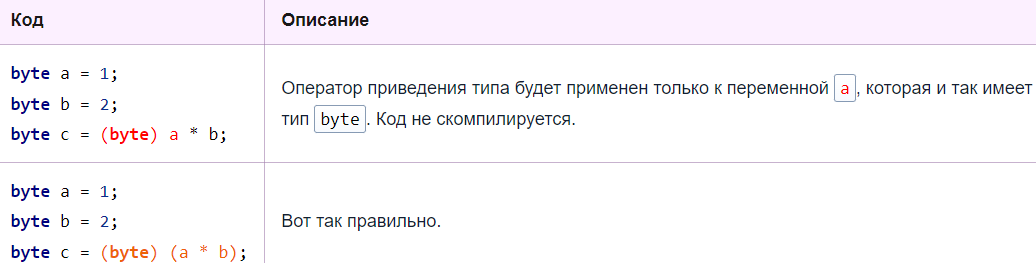 Код Описание
byte a = 1;
byte b = 2;
byte c = (byte) a * b;
Оператор приведения типа будет применен только к переменной a, которая и так имеет
тип byte. Код не скомпилируется.
byte a = 1;
byte b = 2;
byte c = (byte) (a * b);
Вот так правильно.